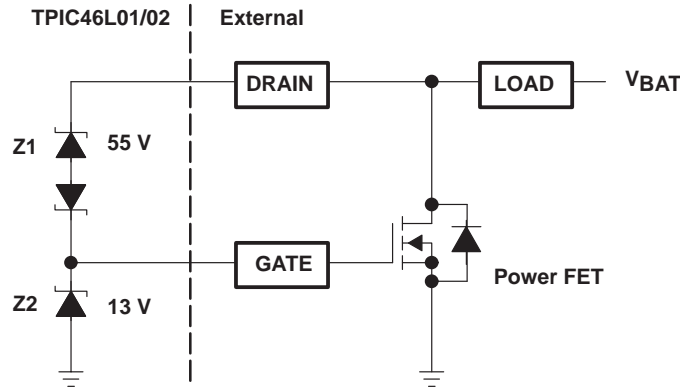 TPIC46L01/02 External
DRAIN LOAD VBAT
Z1 55 V
GATE
Power FET
Z2 13 V